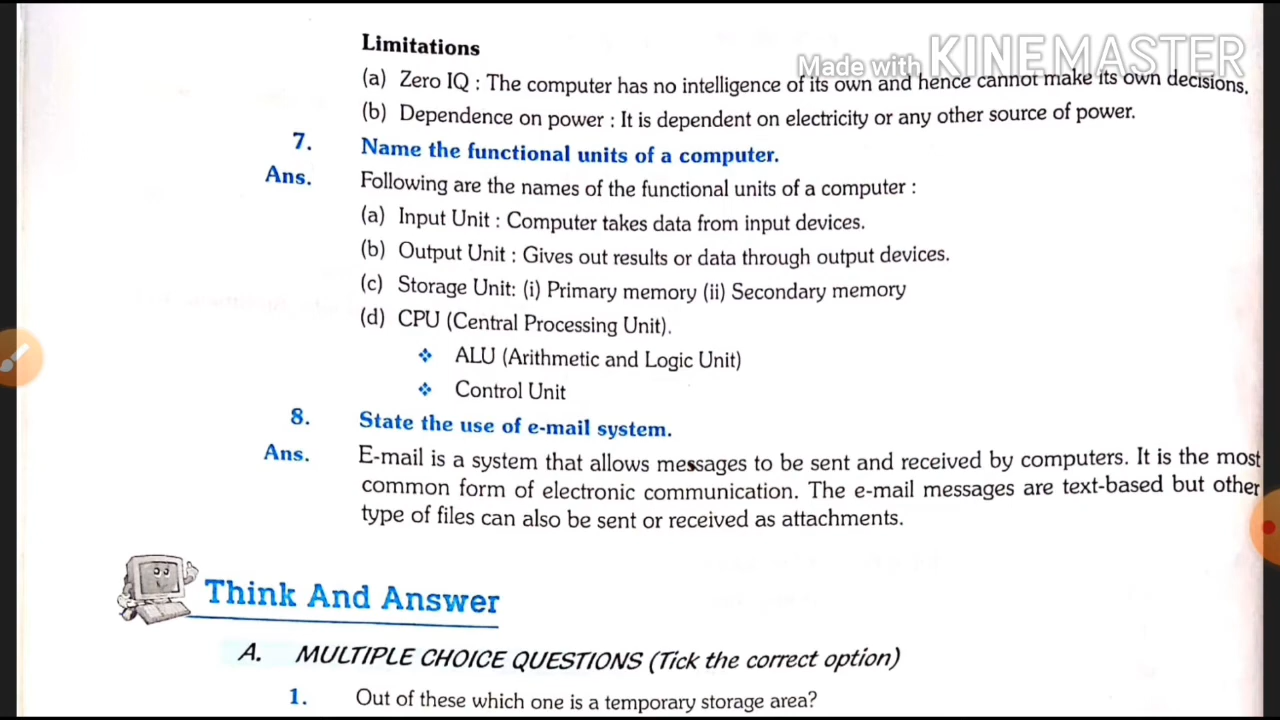 Made with KINEMASTER
Limitations
(a) Zero IQ : The computer has no intelligence of its own and hence cannot make its own decisions.
(b) Dependence on power : It is dependent on electricity or any other source of power.
7. Name the functional units of a computer.
Ans. Following are the names of the functional units of a computer :
(a) Input Unit : Computer takes data from input devices.
(b) Output Unit : Gives out results or data through output devices.
(c) Storage Unit: (i) Primary memory (ii) Secondary memory
(d) CPU (Central Processing Unit).
❖ ALU (Arithmetic and Logic Unit)
❖ Control Unit
8. State the use of e-mail system.
Ans. E-mail is a system that allows messages to be sent and received by computers. It is the most
common form of electronic communication. The e-mail messages are text-based but other
type of files can also be sent or received as attachments.
Think And Answer
A. MULTIPLE CHOICE QUESTIONS (Tick the correct option)
1. Out of these which one is a temporary storage area?